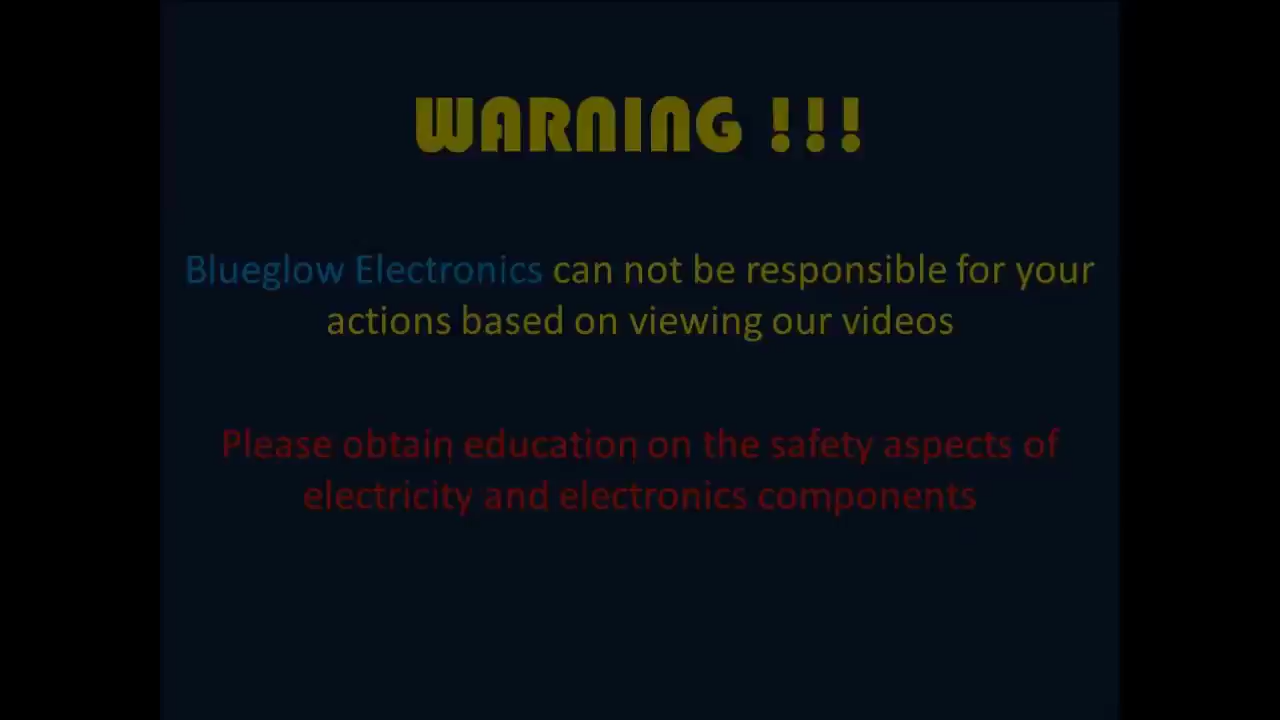 WARNING !!!
Blueglow Electronics can not be responsible for your
actions based on viewing our videos
Please obtain education on the safety aspects of
electricity and electronics components